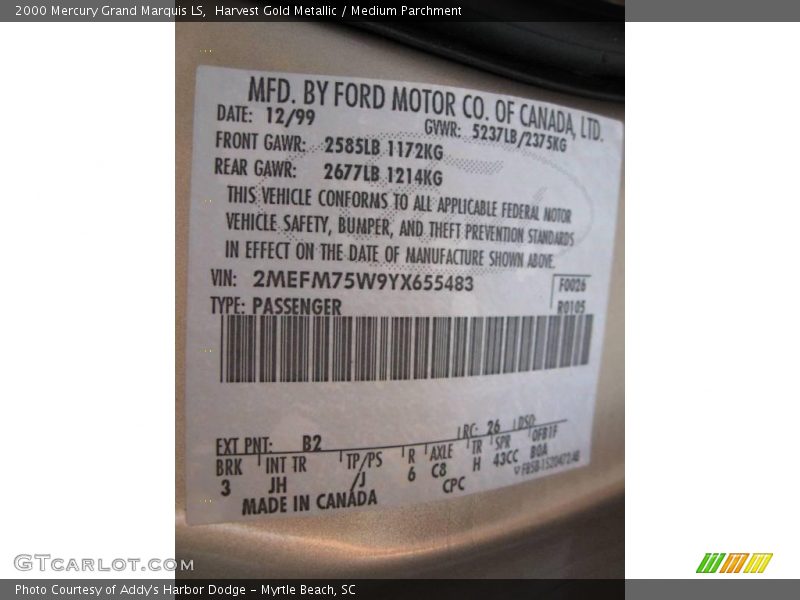 2000 Mercury Grand Marquis LS, Harvest Gold Metallic / Medium Parchment
MFD. BY FORD MOTOR CO. OF CANADA, LTD.
DATE: 12/99 GVWR: 5237LB/2375KG
FRONT GAWR: 2585LB 1172KG
REAR GAWR: 2677LB 1214KG
THIS VEHICLE CONFORMS TO ALL APPLICABLE FEDERAL MOTOR
VEHICLE SAFETY, BUMPER, AND THEFT PREVENTION STANDARDS
IN EFFECT ON THE DATE OF MANUFACTURE SHOWN ABOVE.
VIN: 2MEFM75W9YX655483 F0026
TYPE: PASSENGER R0105
EXT PNT: B2 RC: 26 DSO:
BRK INT TR TP/PS R AXLE TR SPR
3 JH /J 6 C8 H 43CC B0A
CPC
MADE IN CANADA
GTcarlot.com
Photo Courtesy of Addy's Harbor Dodge - Myrtle Beach, SC